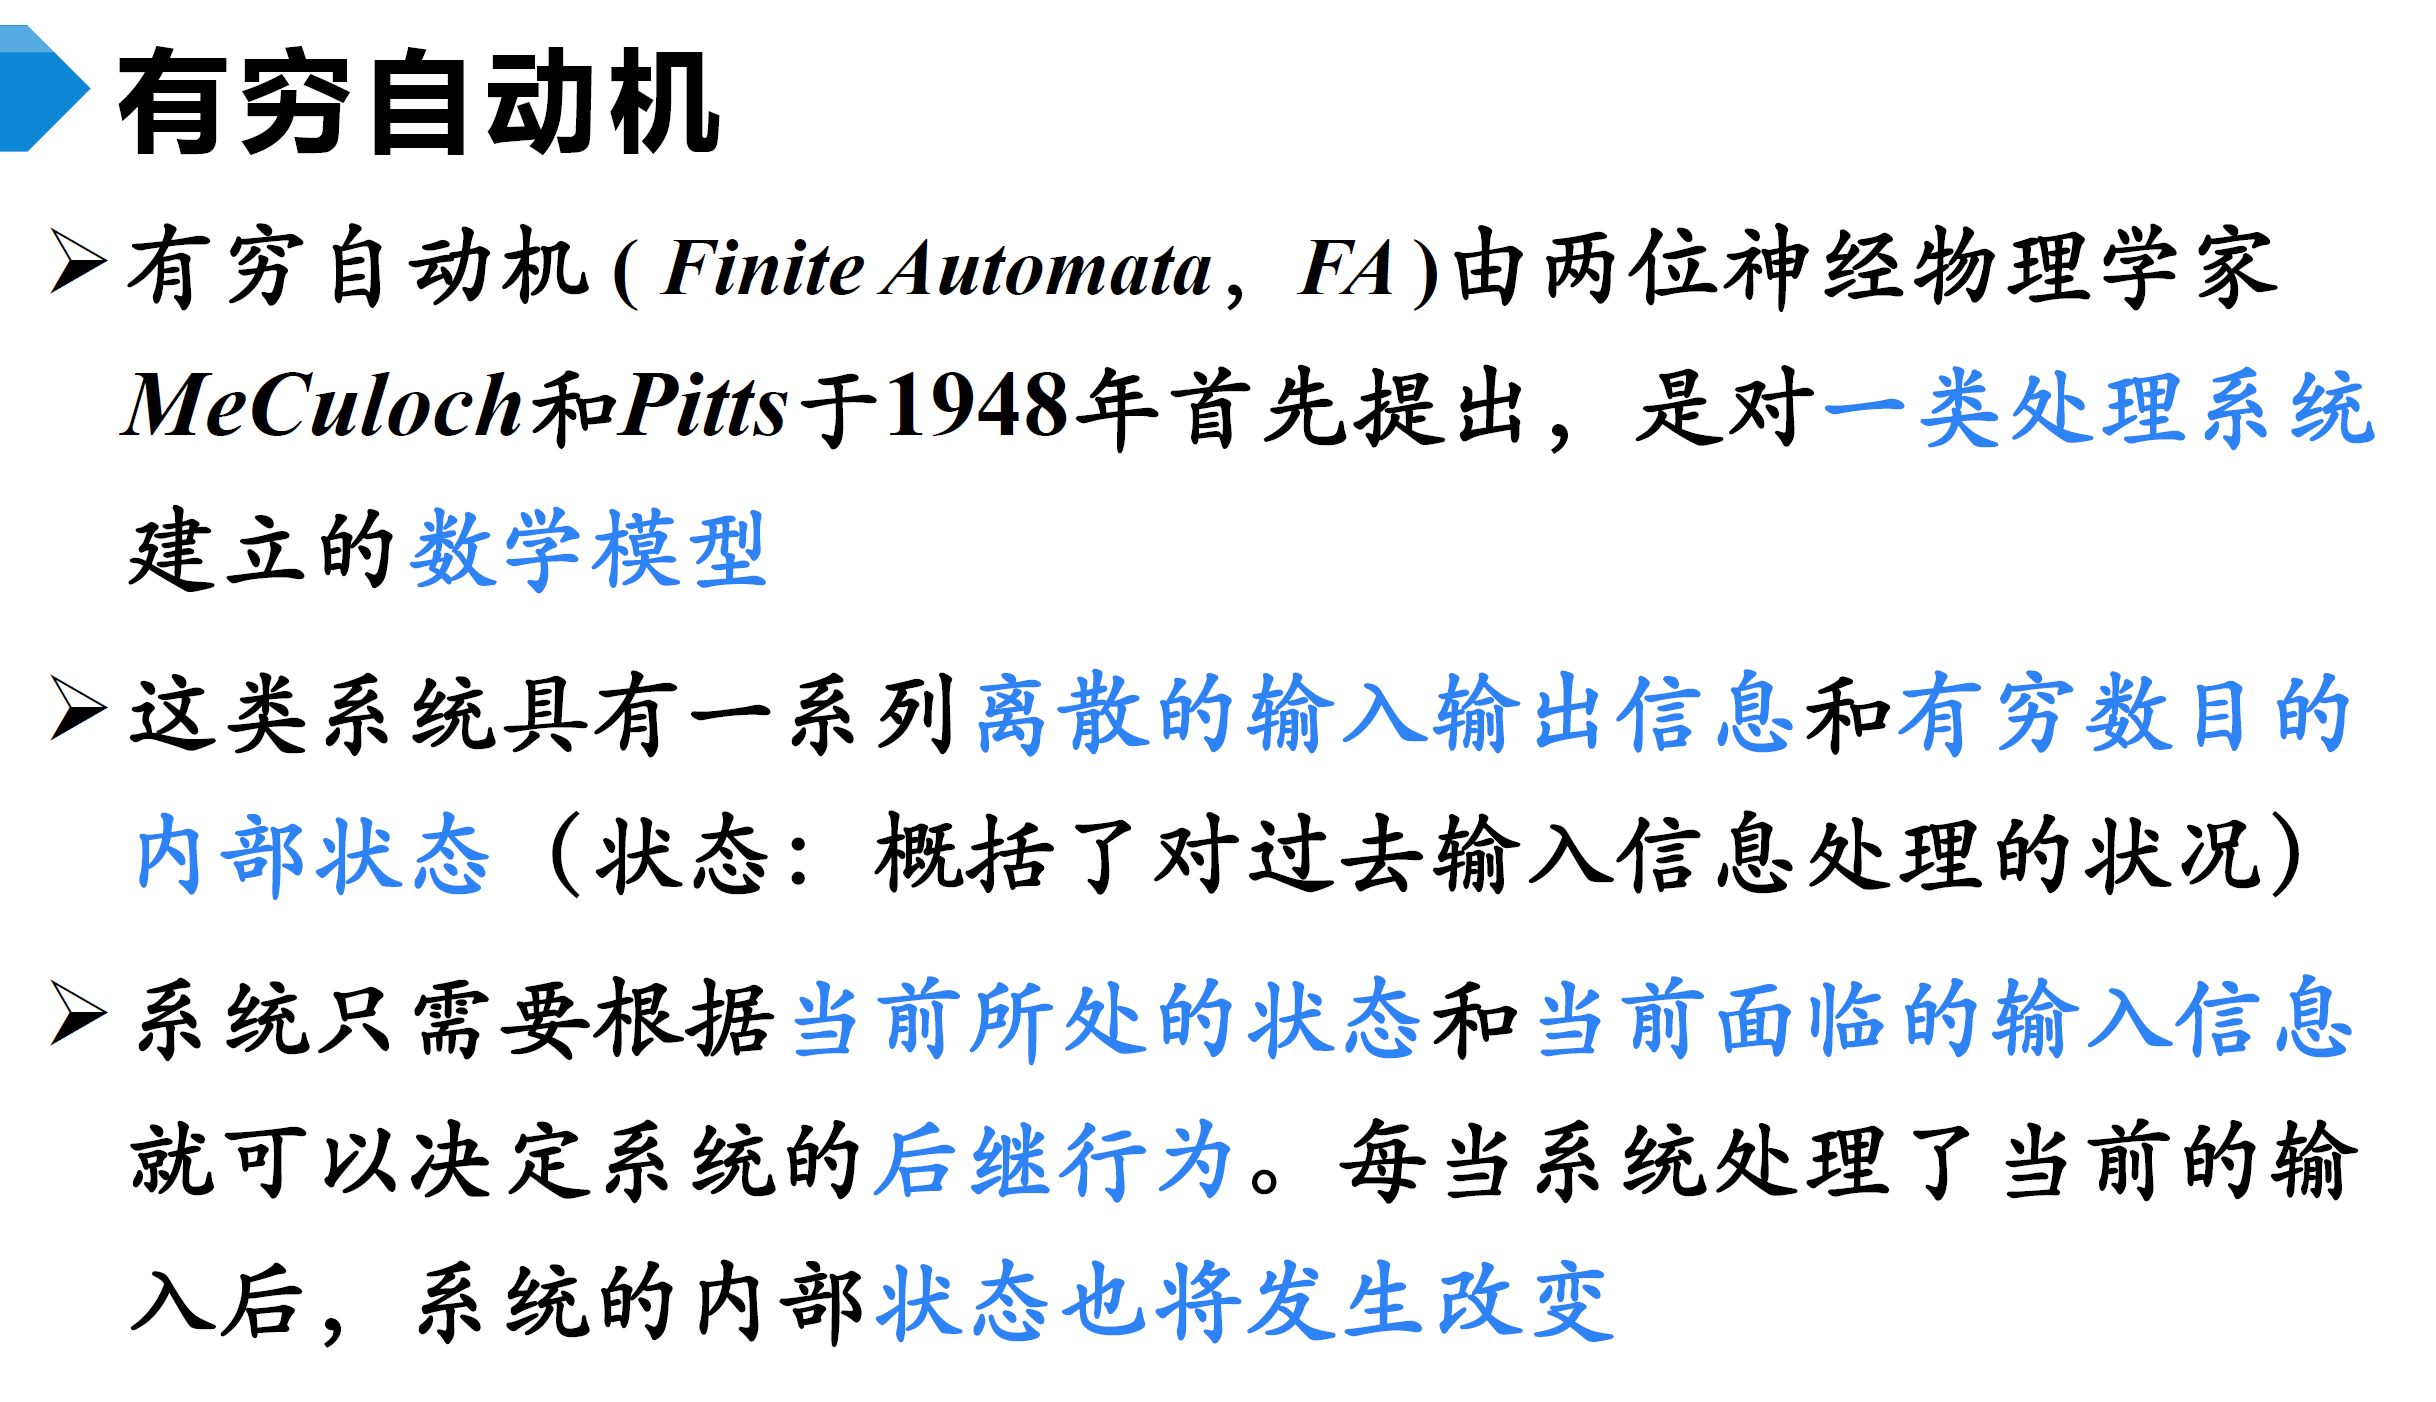 有穷自动机
有穷自动机 ( Finite Automata，FA )由两位神经物理学家
MeCuloch和Pitts于1948年首先提出，是对一类处理系统
建立的数学模型
这类系统具有一系列离散的输入输出信息和有穷数目的
内部状态（状态：概括了对过去输入信息处理的状况）
系统只需要根据当前所处的状态和当前面临的输入信息
就可以决定系统的后继行为。每当系统处理了当前的输
入后，系统的内部状态也将发生改变